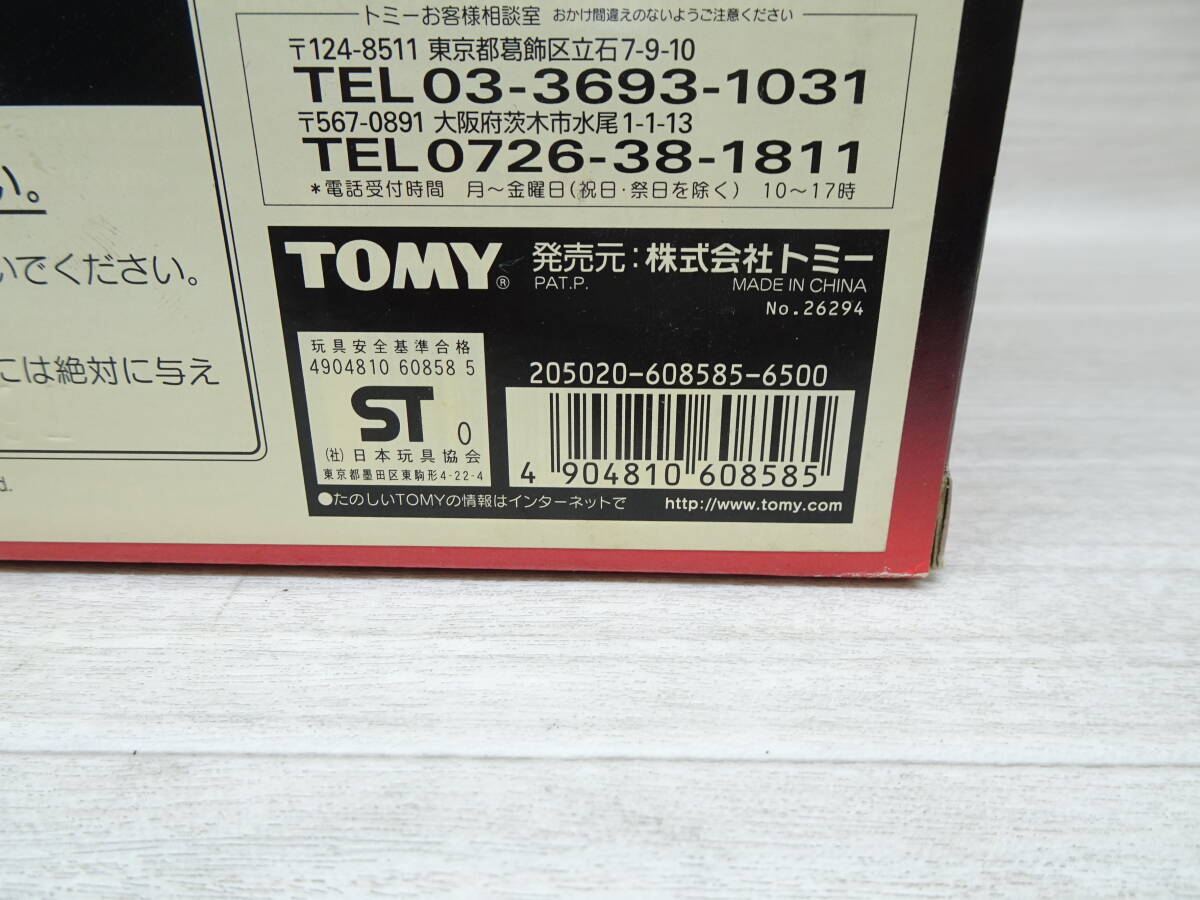 トミーお客様相談室 おかけ間違えのないようご注意ください
〒124-8511 東京都葛飾区立石7-9-10
TEL 03-3693-1031
〒567-0891 大阪府茨木市水尾1-1-13
TEL 0726-38-1811
*電話受付時間 月～金曜日(祝日・祭日を除く) 10～17時
い。
いでください。
には絶対に与え
d.
TOMY®
発売元：株式会社トミー
PAT.P. MADE IN CHINA
No.26294
玩具安全基準合格
4904810 60858 5
ST 0
(社)日本玩具協会
東京都墨田区東駒形4-22-4
205020-608585-6500
4 904810 608585
●たのしいTOMYの情報はインターネットで http://www.tomy.com